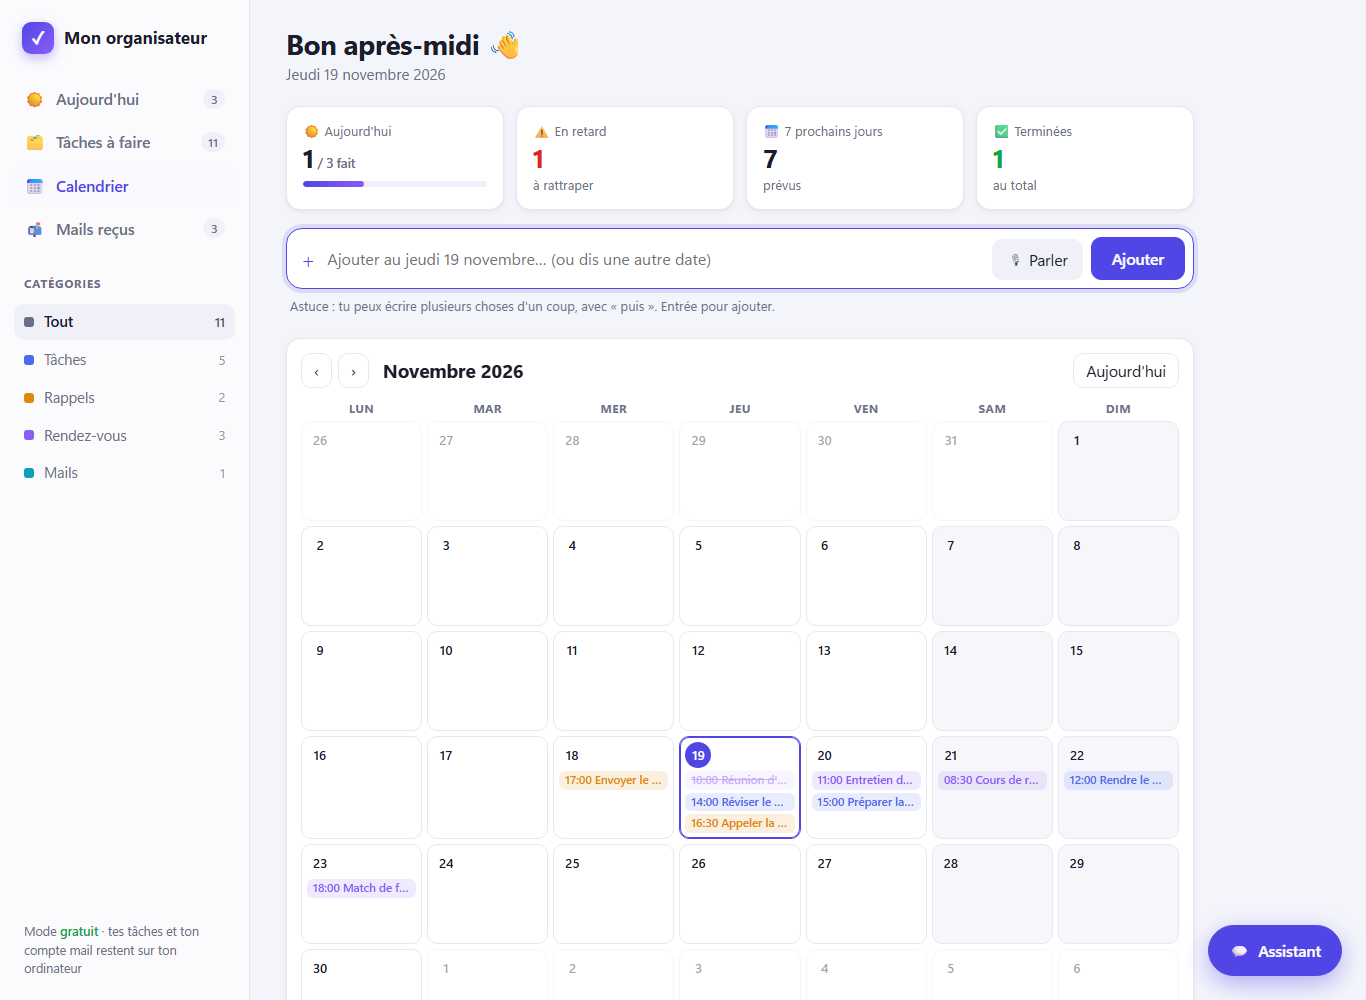 Mon organisateur
Aujourd'hui 3
Tâches à faire 11
Calendrier
Mails reçus 3
CATÉGORIES
Tout 11
Tâches 5
Rappels 2
Rendez-vous 3
Mails 1
Mode gratuit · tes tâches et ton
compte mail restent sur ton
ordinateur
Bon après-midi
Jeudi 19 novembre 2026
Aujourd'hui
1 / 3 fait
En retard
1
à rattraper
7 prochains jours
7
prévus
Terminées
1
au total
+ Ajouter au jeudi 19 novembre... (ou dis une autre date)
Parler
Ajouter
Astuce : tu peux écrire plusieurs choses d'un coup, avec « puis ». Entrée pour ajouter.
‹ › Novembre 2026
Aujourd'hui
LUN MAR MER JEU VEN SAM DIM
26 27 28 29 30 31 1
2 3 4 5 6 7 8
9 10 11 12 13 14 15
16 17 18 19 20 21 22
17:00 Envoyer le ...
10:00 Réunion d'...
14:00 Réviser le ...
16:30 Appeler la ...
11:00 Entretien d...
15:00 Préparer la...
08:30 Cours de r...
12:00 Rendre le ...
23 24 25 26 27 28 29
18:00 Match de f...
30 1 2 3 4 5 6
Assistant